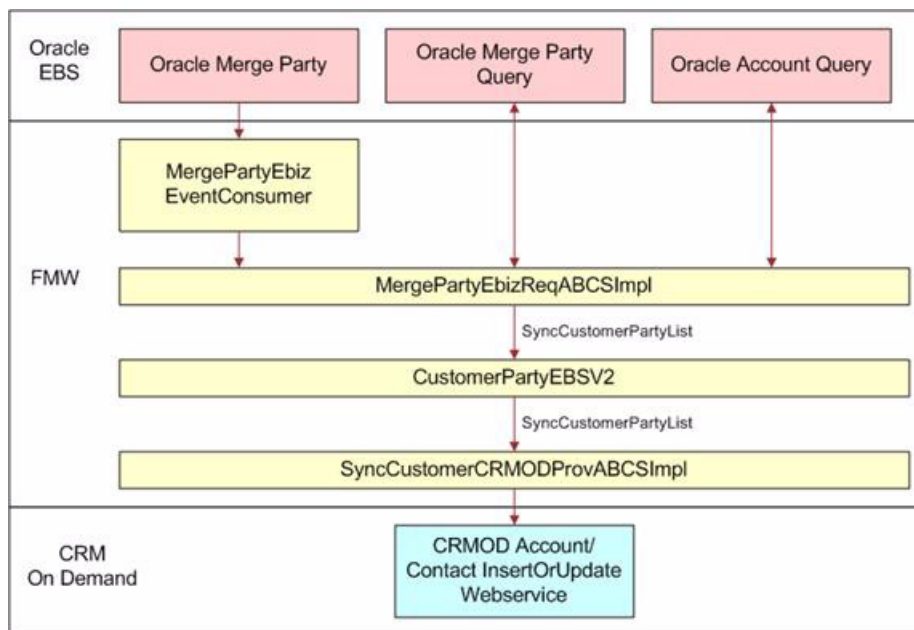 Oracle
EBS
Oracle Merge Party
Oracle Merge Party
Query
Oracle Account Query
MergePartyEbiz
EventConsumer
FMW
MergePartyEbizReqABCSImpl
SyncCustomerPartyList
CustomerPartyEBSV2
SyncCustomerPartyList
SyncCustomerCRMODProvABCSImpl
CRM
On Demand
CRMOD Account/
Contact InsertOrUpdate
Webservice